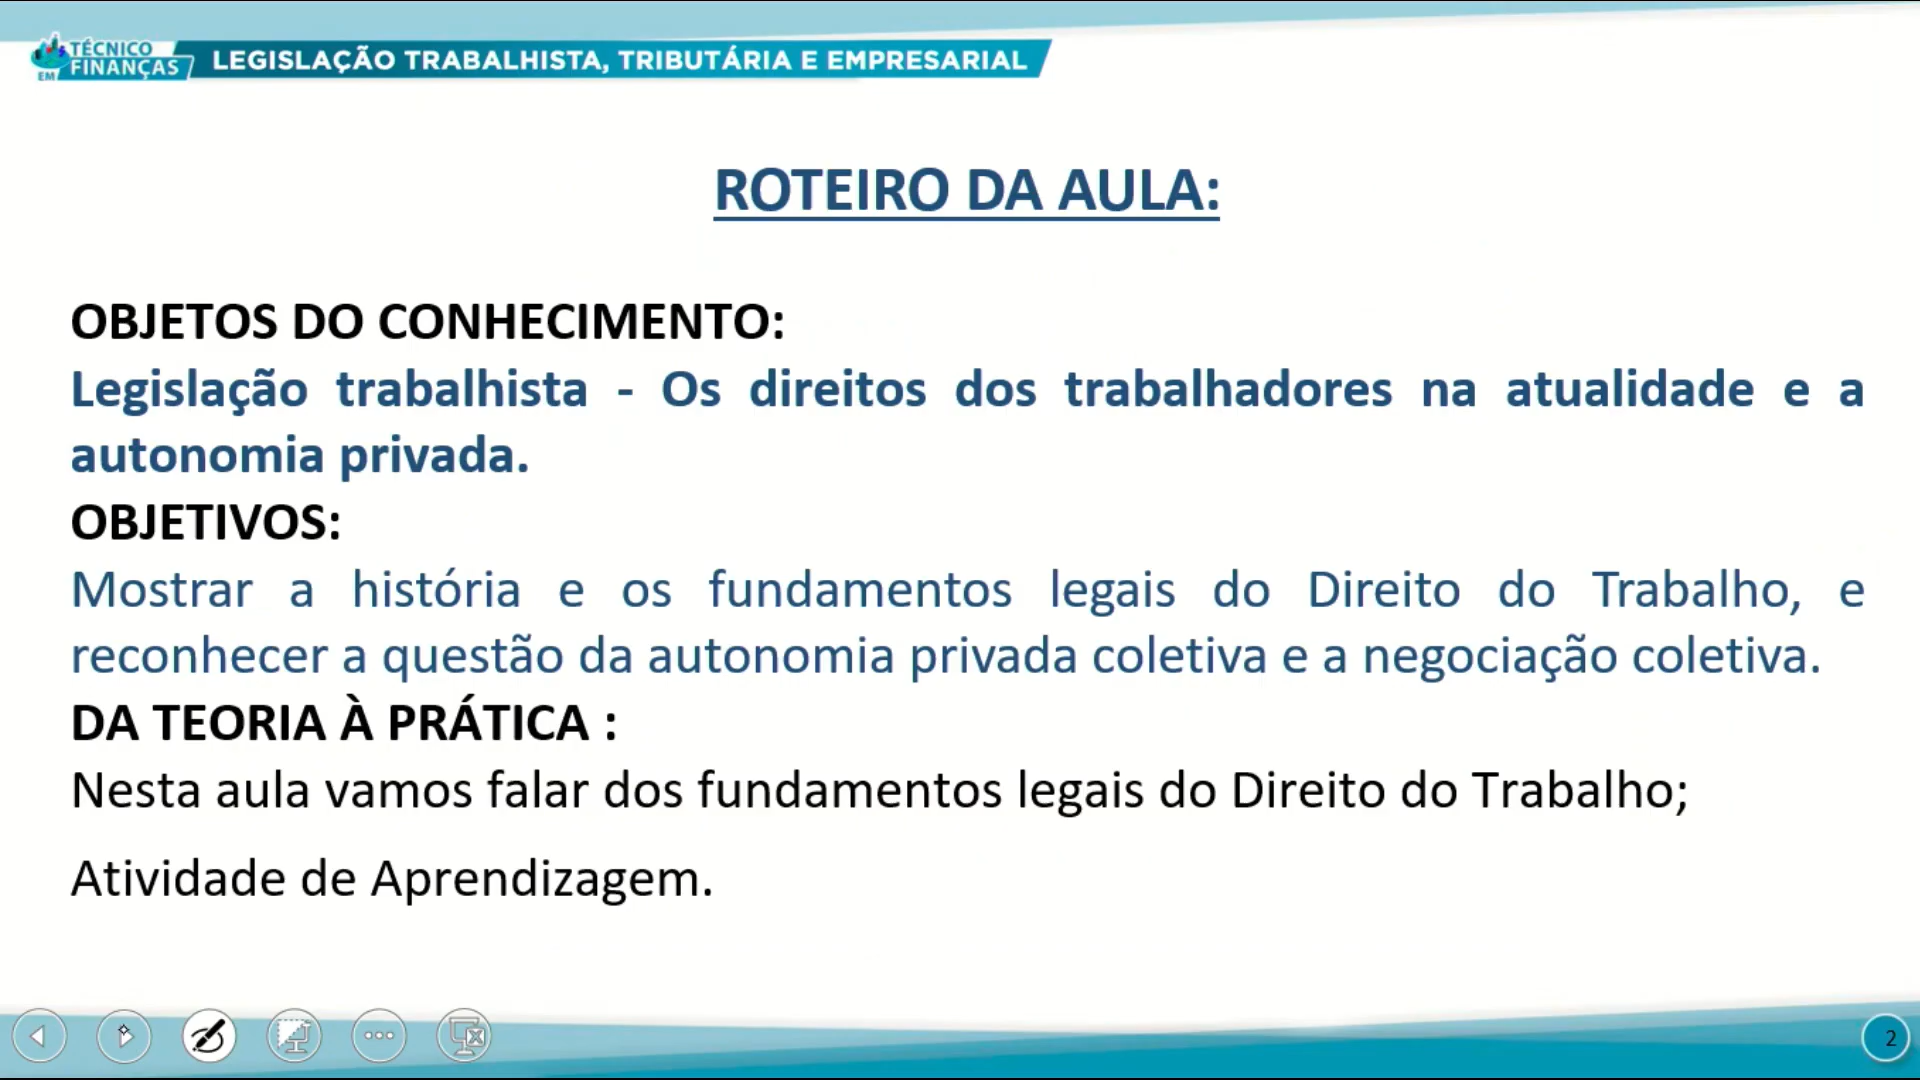 TÉCNICO
EM FINANÇAS
LEGISLAÇÃO TRABALHISTA, TRIBUTÁRIA E EMPRESARIAL
ROTEIRO DA AULA:
OBJETOS DO CONHECIMENTO:
Legislação trabalhista - Os direitos dos trabalhadores na atualidade e a
autonomia privada.
OBJETIVOS:
Mostrar a história e os fundamentos legais do Direito do Trabalho, e
reconhecer a questão da autonomia privada coletiva e a negociação coletiva.
DA TEORIA À PRÁTICA :
Nesta aula vamos falar dos fundamentos legais do Direito do Trabalho;
Atividade de Aprendizagem.
2